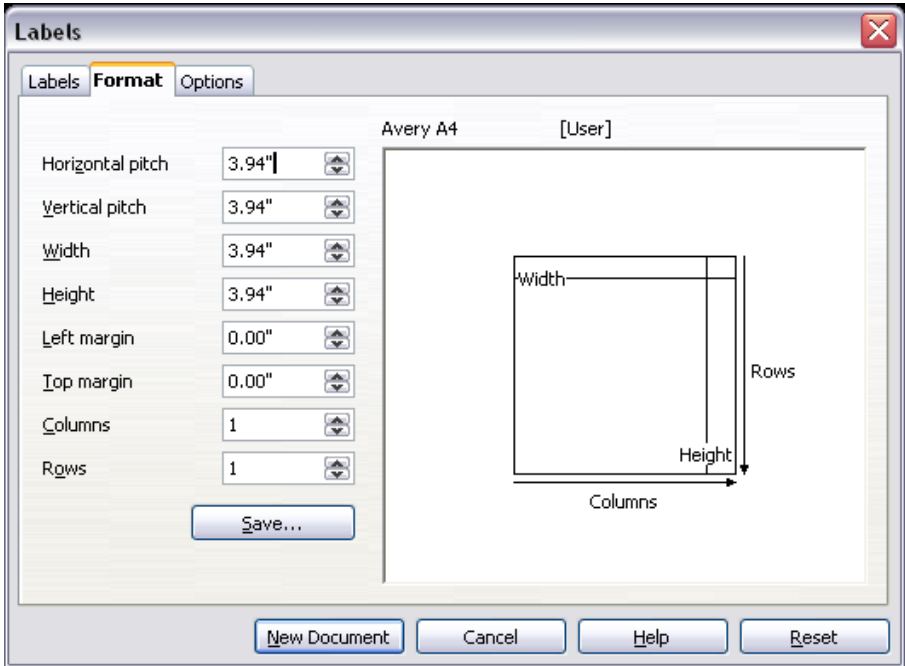 Labels
Labels Format Options
Avery A4 [User]
Horizontal pitch 3.94"
Vertical pitch 3.94"
Width 3.94"
Height 3.94"
Left margin 0.00"
Top margin 0.00"
Columns 1
Rows 1
Save...
Width
Rows
Height
Columns
New Document Cancel Help Reset